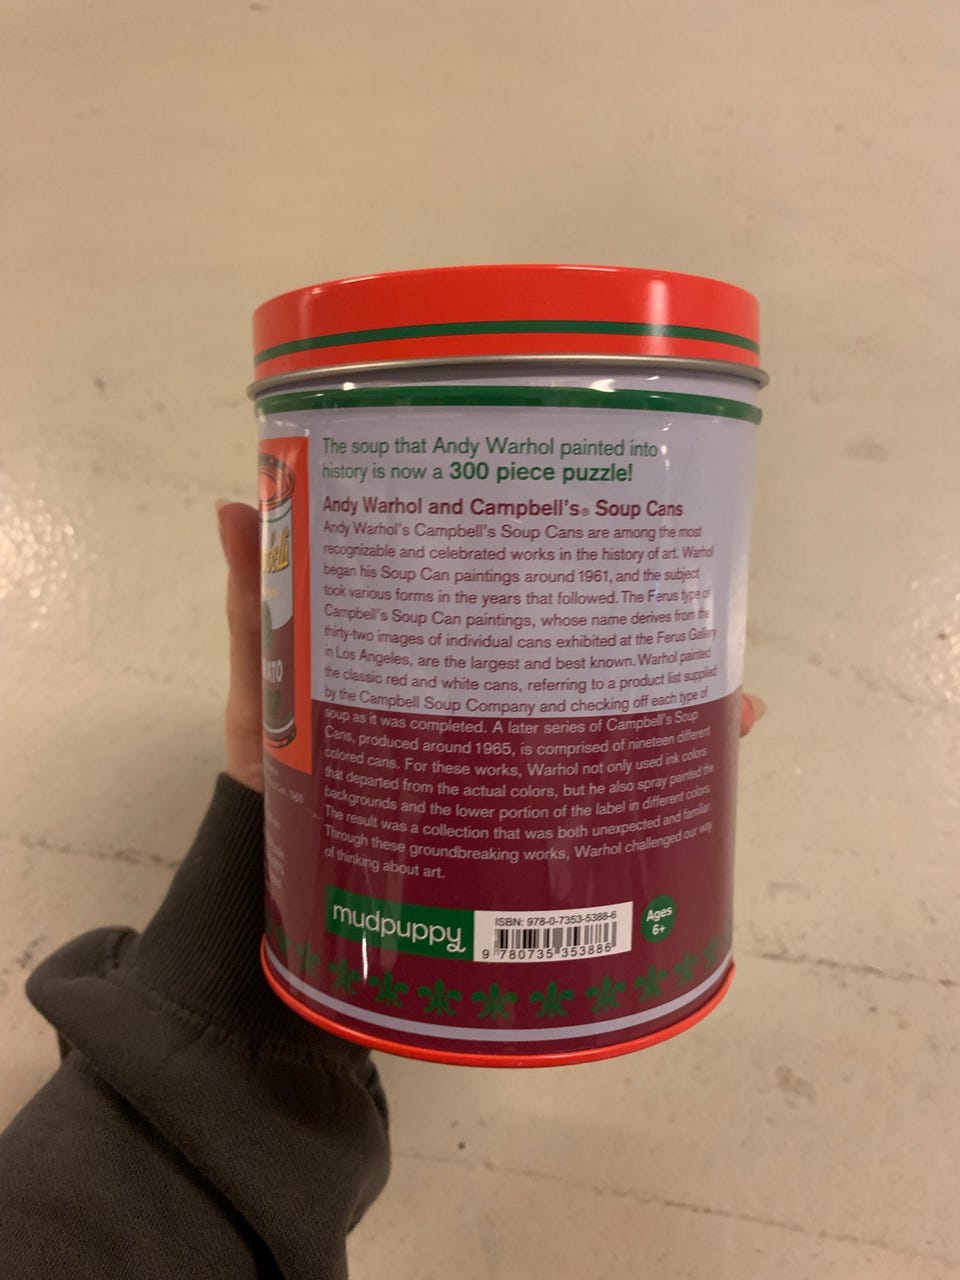 The soup that Andy Warhol painted into
history is now a 300 piece puzzle!
Andy Warhol and Campbell's® Soup Cans
Andy Warhol's Campbell's Soup Cans are among the most
recognizable and celebrated works in the history of art. Warhol
began his Soup Can paintings around 1961, and the subject
took various forms in the years that followed. The Ferus type of
Campbell's Soup Can paintings, whose name derives from the
thirty-two images of individual cans exhibited at the Ferus Gallery
in Los Angeles, are the largest and best known. Warhol painted
the classic red and white cans, referring to a product list supplied
by the Campbell Soup Company and checking off each type of
soup as it was completed. A later series of Campbell's Soup
Cans, produced around 1965, is comprised of nineteen different
colored cans. For these works, Warhol not only used ink colors
that departed from the actual colors, but he also spray painted the
backgrounds and the lower portion of the label in different colors.
The result was a collection that was both unexpected and familiar.
Through these groundbreaking works, Warhol challenged our way
of thinking about art.
mudpuppy
ISBN: 978-0-7353-5388-6
9 780735 353886
Ages
6+
ATO
1965